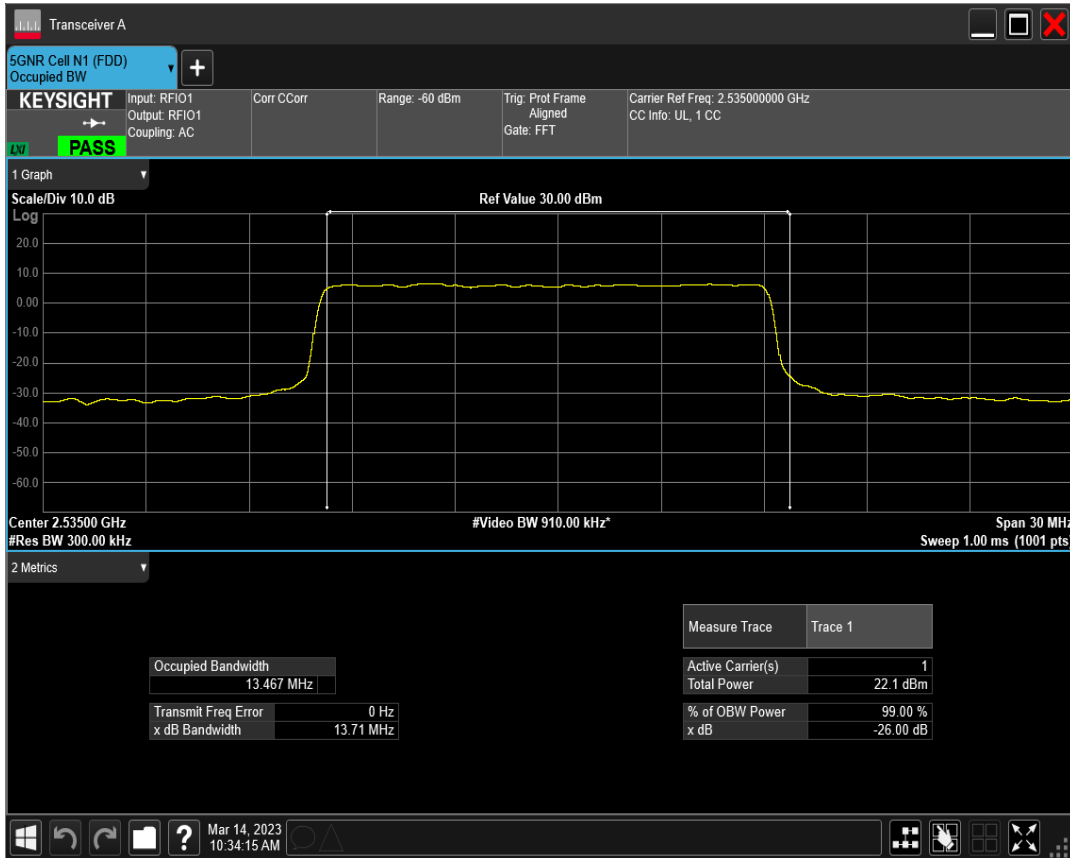 Transceiver A
5GNR Cell N1 (FDD)
Occupied BW
+
KEYSIGHT
LXI
PASS
Input: RFIO1
Output: RFIO1
Coupling: AC
Corr CCorr
Range: -60 dBm
Trig: Prot Frame
Aligned
Gate: FFT
Carrier Ref Freq: 2.535000000 GHz
CC Info: UL, 1 CC
1 Graph
Scale/Div 10.0 dB
Ref Value 30.00 dBm
Log
20.0
10.0
0.00
-10.0
-20.0
-30.0
-40.0
-50.0
-60.0
Center 2.53500 GHz
#Video BW 910.00 kHz*
Span 30 MHz
#Res BW 300.00 kHz
Sweep 1.00 ms (1001 pts)
2 Metrics
Measure Trace Trace 1
Occupied Bandwidth
13.467 MHz
Active Carrier(s) 1
Total Power 22.1 dBm
Transmit Freq Error 0 Hz
x dB Bandwidth 13.71 MHz
% of OBW Power 99.00 %
x dB -26.00 dB
?
Mar 14, 2023
10:34:15 AM